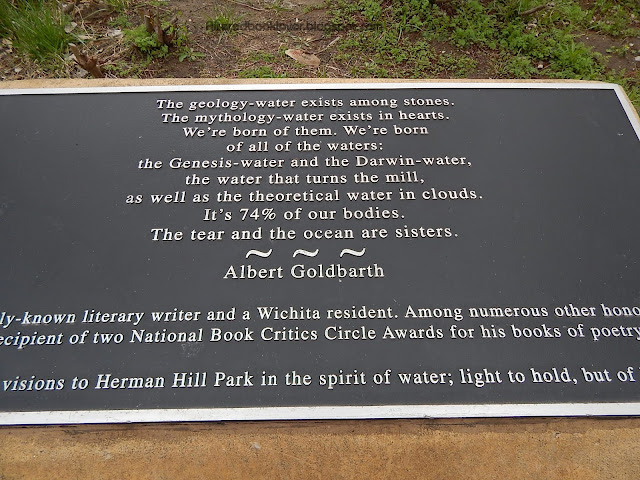 The geology-water exists among stones.
The mythology-water exists in hearts.
We're born of them. We're born
of all of the waters:
the Genesis-water and the Darwin-water,
the water that turns the mill,
as well as the theoretical water in clouds.
It's 74% of our bodies.
The tear and the ocean are sisters.
~ ~ ~
Albert Goldbarth
ly-known literary writer and a Wichita resident. Among numerous other hono
ecipient of two National Book Critics Circle Awards for his books of poetry
visions to Herman Hill Park in the spirit of water; light to hold, but of